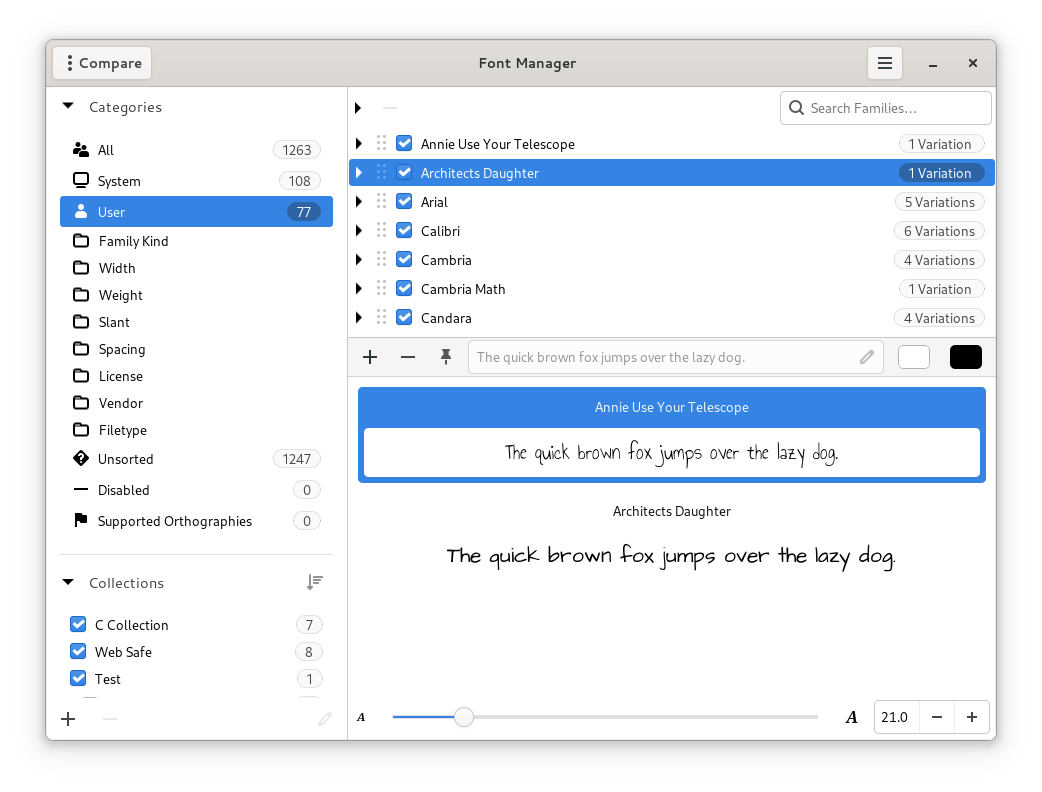 Compare
Font Manager
Categories
All 1263
System 108
User 77
Family Kind
Width
Weight
Slant
Spacing
License
Vendor
Filetype
Unsorted 1247
Disabled 0
Supported Orthographies 0
Collections
C Collection 7
Web Safe 8
Test 1
Search Families...
Annie Use Your Telescope 1 Variation
Architects Daughter 1 Variation
Arial 5 Variations
Calibri 6 Variations
Cambria 4 Variations
Cambria Math 1 Variation
Candara 4 Variations
The quick brown fox jumps over the lazy dog.
Annie Use Your Telescope
The quick brown fox jumps over the lazy dog.
Architects Daughter
The quick brown fox jumps over the lazy dog.
A A 21.0